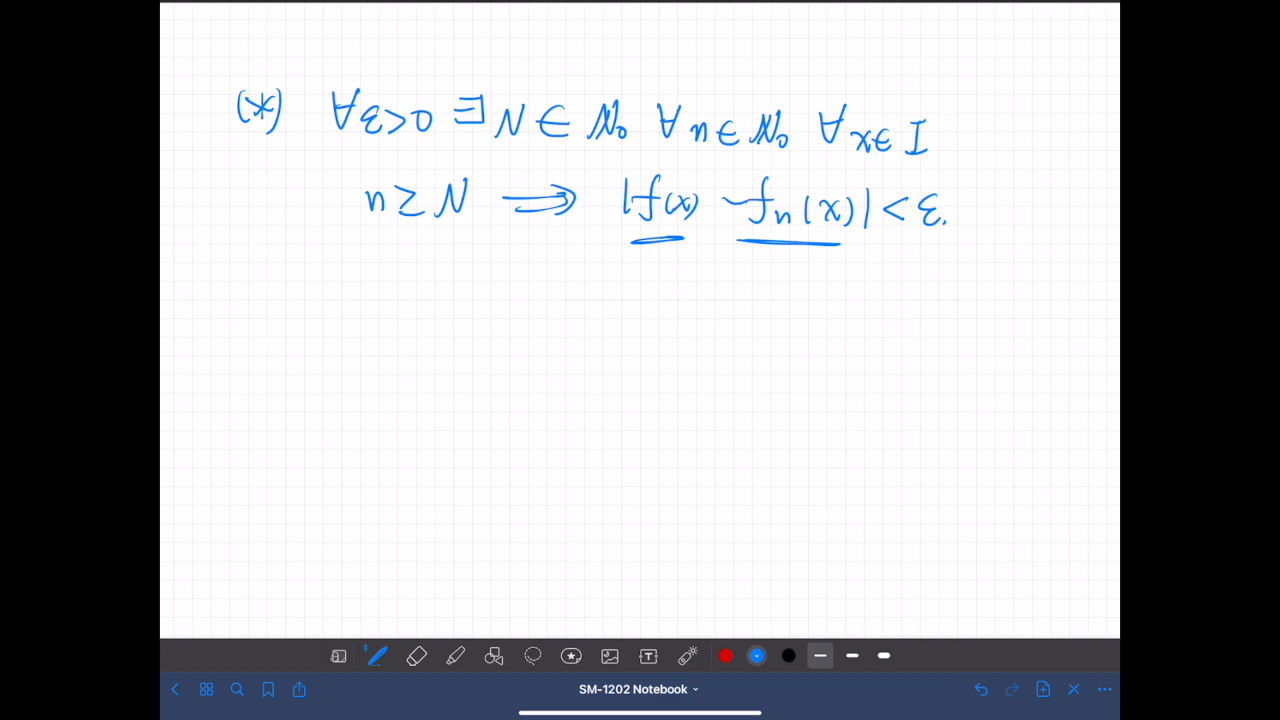 (*) ∀ε>0 ∃N∈ℕ₀ ∀n∈ℕ₀ ∀x∈I
n≥N ⟹ |f(x) - fₙ(x)| < ε.
SM-1202 Notebook